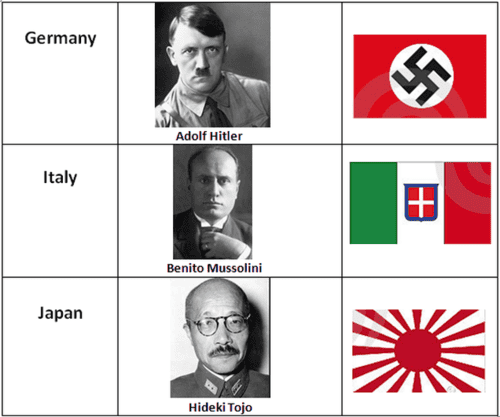 Germany
Adolf Hitler
Italy
Benito Mussolini
Japan
Hideki Tojo